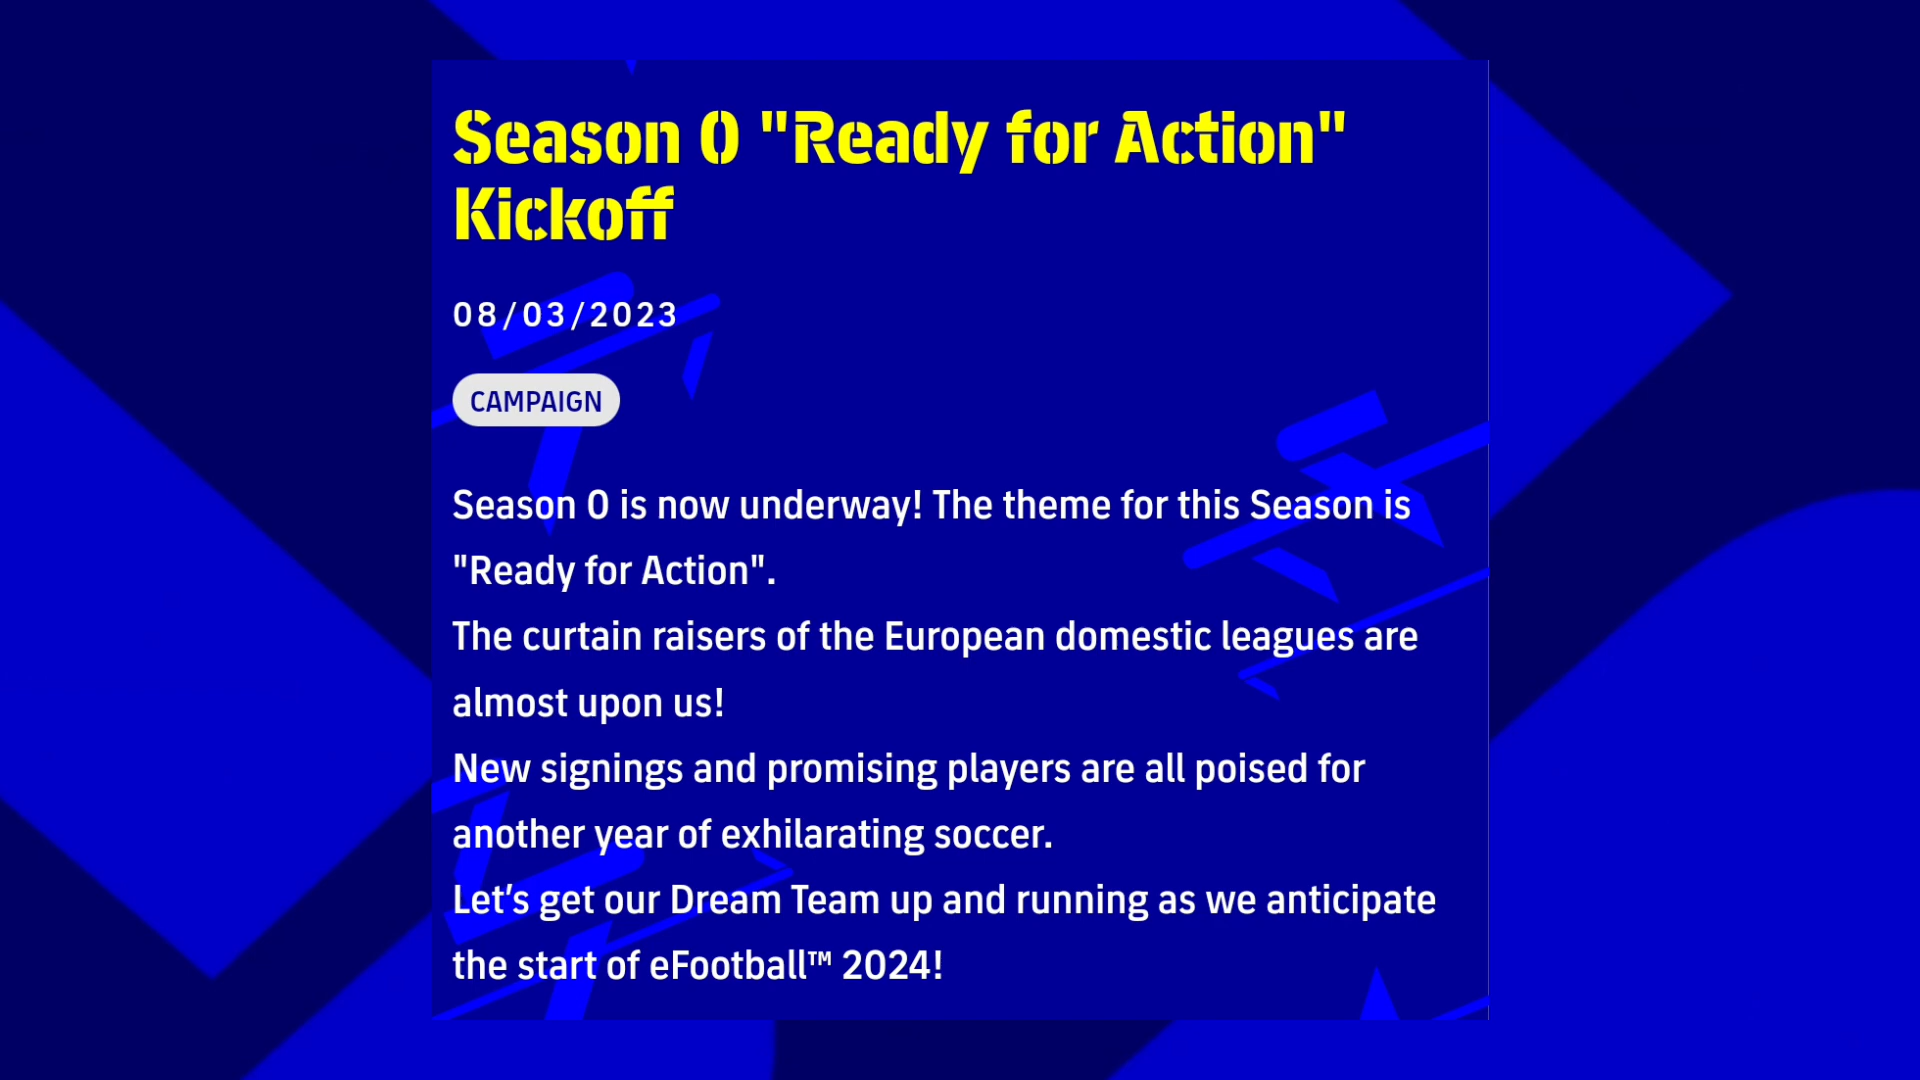 Season 0 "Ready for Action"
Kickoff
08/03/2023
CAMPAIGN
Season 0 is now underway! The theme for this Season is
"Ready for Action".
The curtain raisers of the European domestic leagues are
almost upon us!
New signings and promising players are all poised for
another year of exhilarating soccer.
Let’s get our Dream Team up and running as we anticipate
the start of eFootball™ 2024!